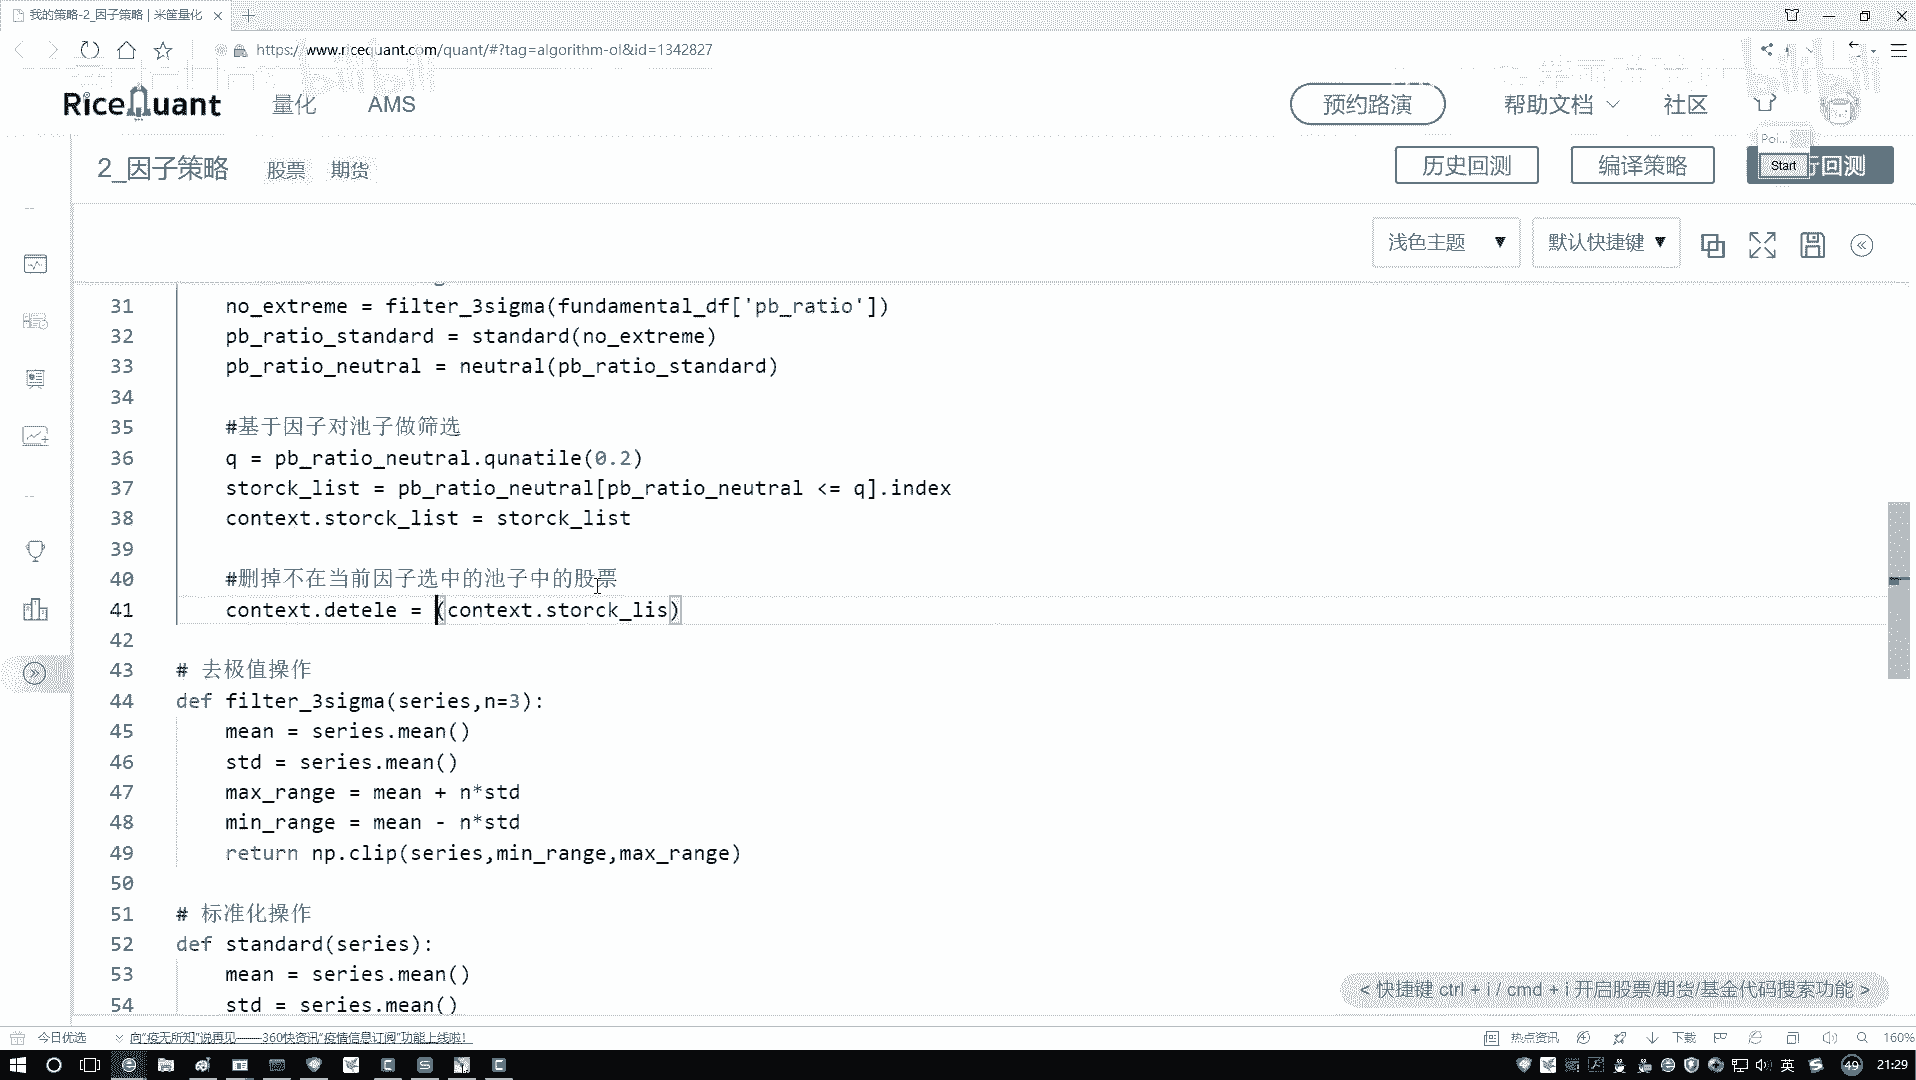 我的策略-2_因子策略 | 米筐量化
https://www.ricequant.com/quant/#?tag=algorithm-ol&id=1342827
RiceQuant 量化 AMS 预约路演 帮助文档 社区
Poi...
2_因子策略 股票 期货 历史回测 编译策略 Start 回测
浅色主题 ▼ 默认快捷键 ▼
31 no_extreme = filter_3sigma(fundamental_df['pb_ratio'])
32 pb_ratio_standard = standard(no_extreme)
33 pb_ratio_neutral = neutral(pb_ratio_standard)
34
35 #基于因子对池子做筛选
36 q = pb_ratio_neutral.qunatile(0.2)
37 storck_list = pb_ratio_neutral[pb_ratio_neutral <= q].index
38 context.storck_list = storck_list
39
40 #删掉不在当前因子选中的池子中的股票
41 context.detele = (context.storck_lis)
42
43 # 去极值操作
44 def filter_3sigma(series,n=3):
45 mean = series.mean()
46 std = series.mean()
47 max_range = mean + n*std
48 min_range = mean - n*std
49 return np.clip(series,min_range,max_range)
50
51 # 标准化操作
52 def standard(series):
53 mean = series.mean()
54 std = series.mean()
< 快捷键 ctrl + i / cmd + i 开启股票/期货/基金代码搜索功能 >
今日优选 向“疫无所知”说再见——360快资讯“疫情信息订阅”功能上线啦! 热点资讯 下载 160%
英 49 21:29